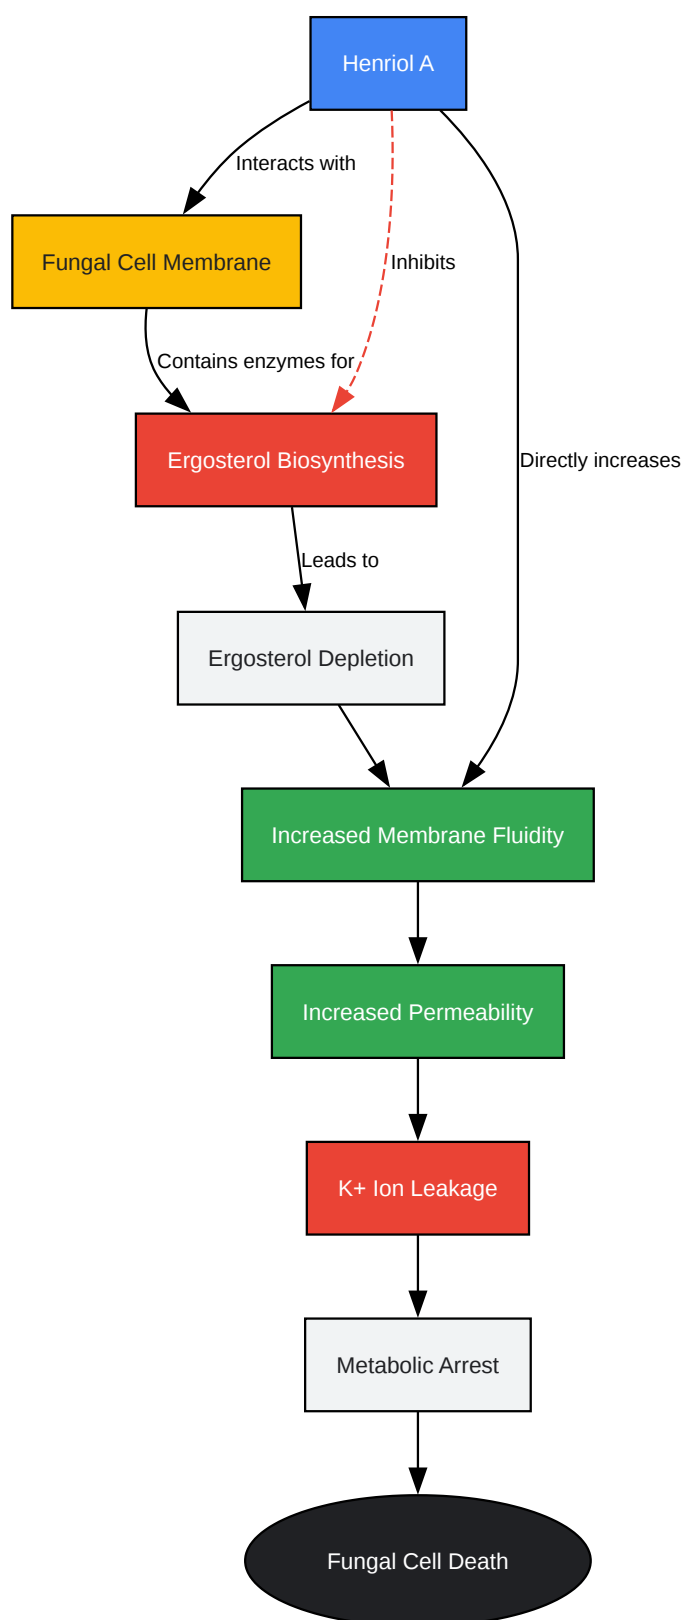 Henriol A
Interacts with
Fungal Cell Membrane
Inhibits
Contains enzymes for
Ergosterol Biosynthesis
Directly increases
Leads to
Ergosterol Depletion
Increased Membrane Fluidity
Increased Permeability
K+ Ion Leakage
Metabolic Arrest
Fungal Cell Death